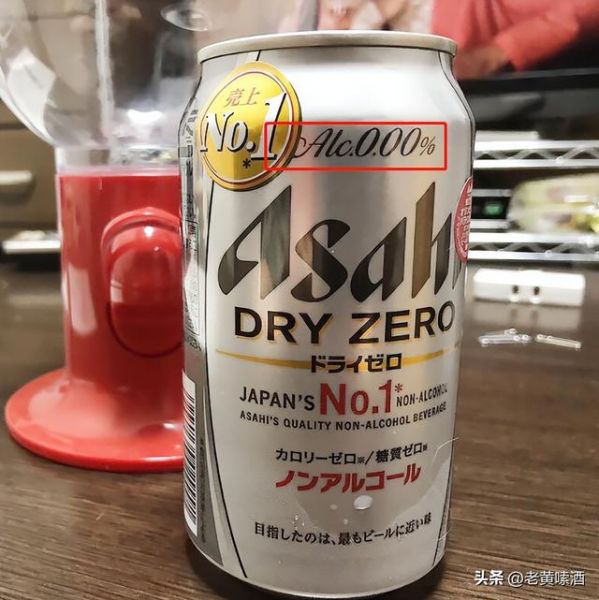 売上
No.1*
Alc.0.00%
Asahi
DRY ZERO
ドライゼロ
JAPAN'S No.1* NON-ALCOHOL
ASAHI'S QUALITY NON-ALCOHOL BEVERAGE
カロリーゼロ※/糖質ゼロ※
ノンアルコール
目指したのは、最もビールに近い味
头条 @老黄嗉酒